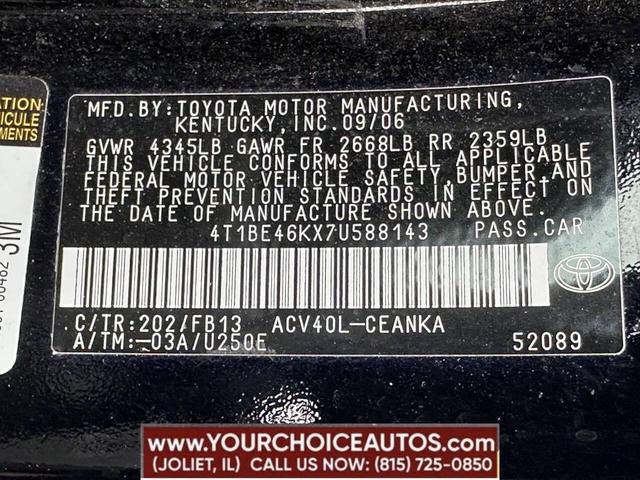 ATION
VEHICLE
EMENTS
3M
MFD.BY:TOYOTA MOTOR MANUFACTURING,
KENTUCKY,INC.09/06
GVWR 4345LB GAWR FR 2668LB RR 2359LB
THIS VEHICLE CONFORMS TO ALL APPLICABLE
FEDERAL MOTOR VEHICLE SAFETY,BUMPER,AND
THEFT PREVENTION STANDARDS IN EFFECT ON
THE DATE OF MANUFACTURE SHOWN ABOVE.
4T1BE46KX7U588143 PASS.CAR
C/TR:202/FB13 ACV40L-CEANKA
A/TM:-03A/U250E 52089
WWW.YOURCHOICEAUTOS.COM
(JOLIET, IL) CALL US NOW: (815) 725-0850